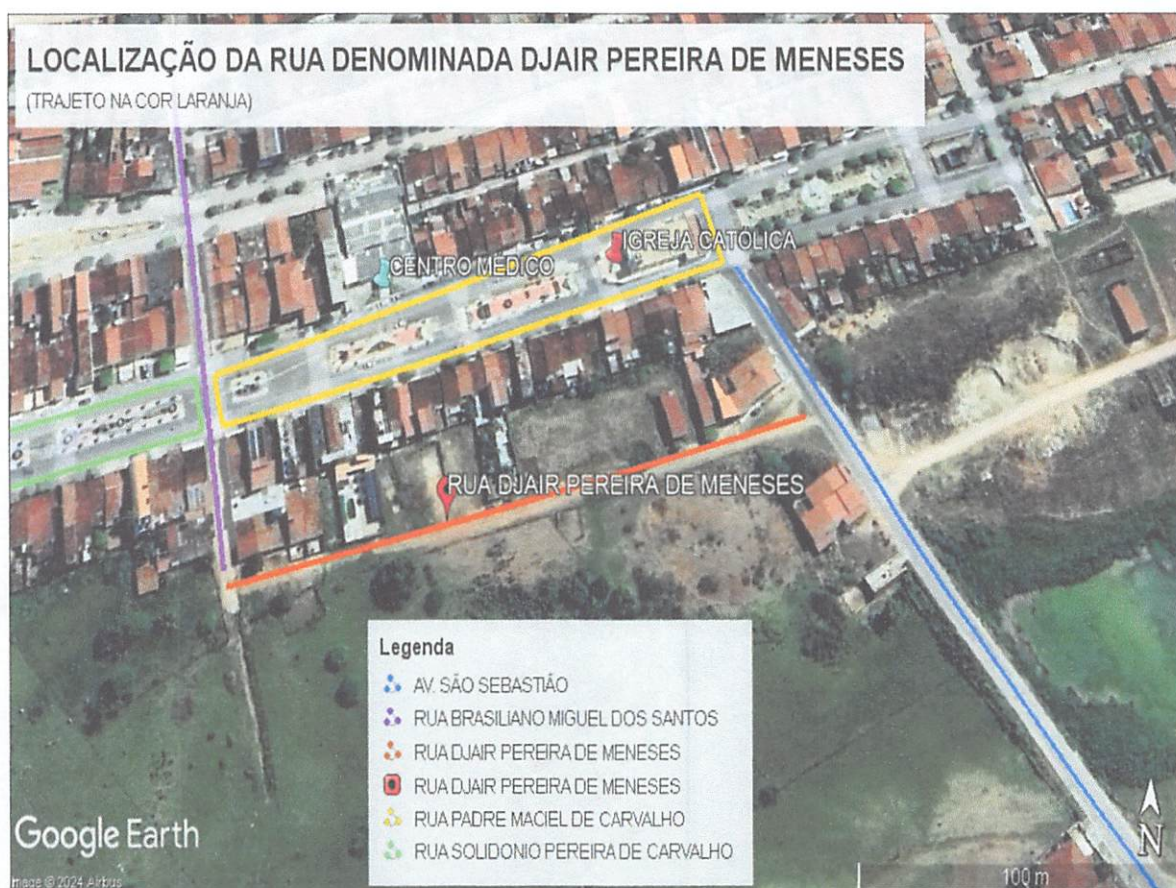 LOCALIZAÇÃO DA RUA DENOMINADA DJAIR PEREIRA DE MENESES
(TRAJETO NA COR LARANJA)
IGREJA CATÓLICA
CENTRO MÉDICO
RUA DJAIR PEREIRA DE MENESES
Legenda
AV. SÃO SEBASTIÃO
RUA BRASILIANO MIGUEL DOS SANTOS
RUA DJAIR PEREIRA DE MENESES
RUA DJAIR PEREIRA DE MENESES
RUA PADRE MACIEL DE CARVALHO
RUA SOLIDONIO PEREIRA DE CARVALHO
Google Earth
Image © 2024 Airbus
N
100 m